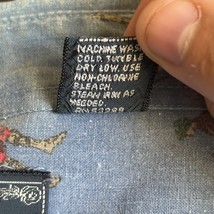 MACHINE WASH
COLD, TUMBLE
DRY LOW. USE
NON-CHLORINE
BLEACH.
STEAM IRON AS
NEEDED.